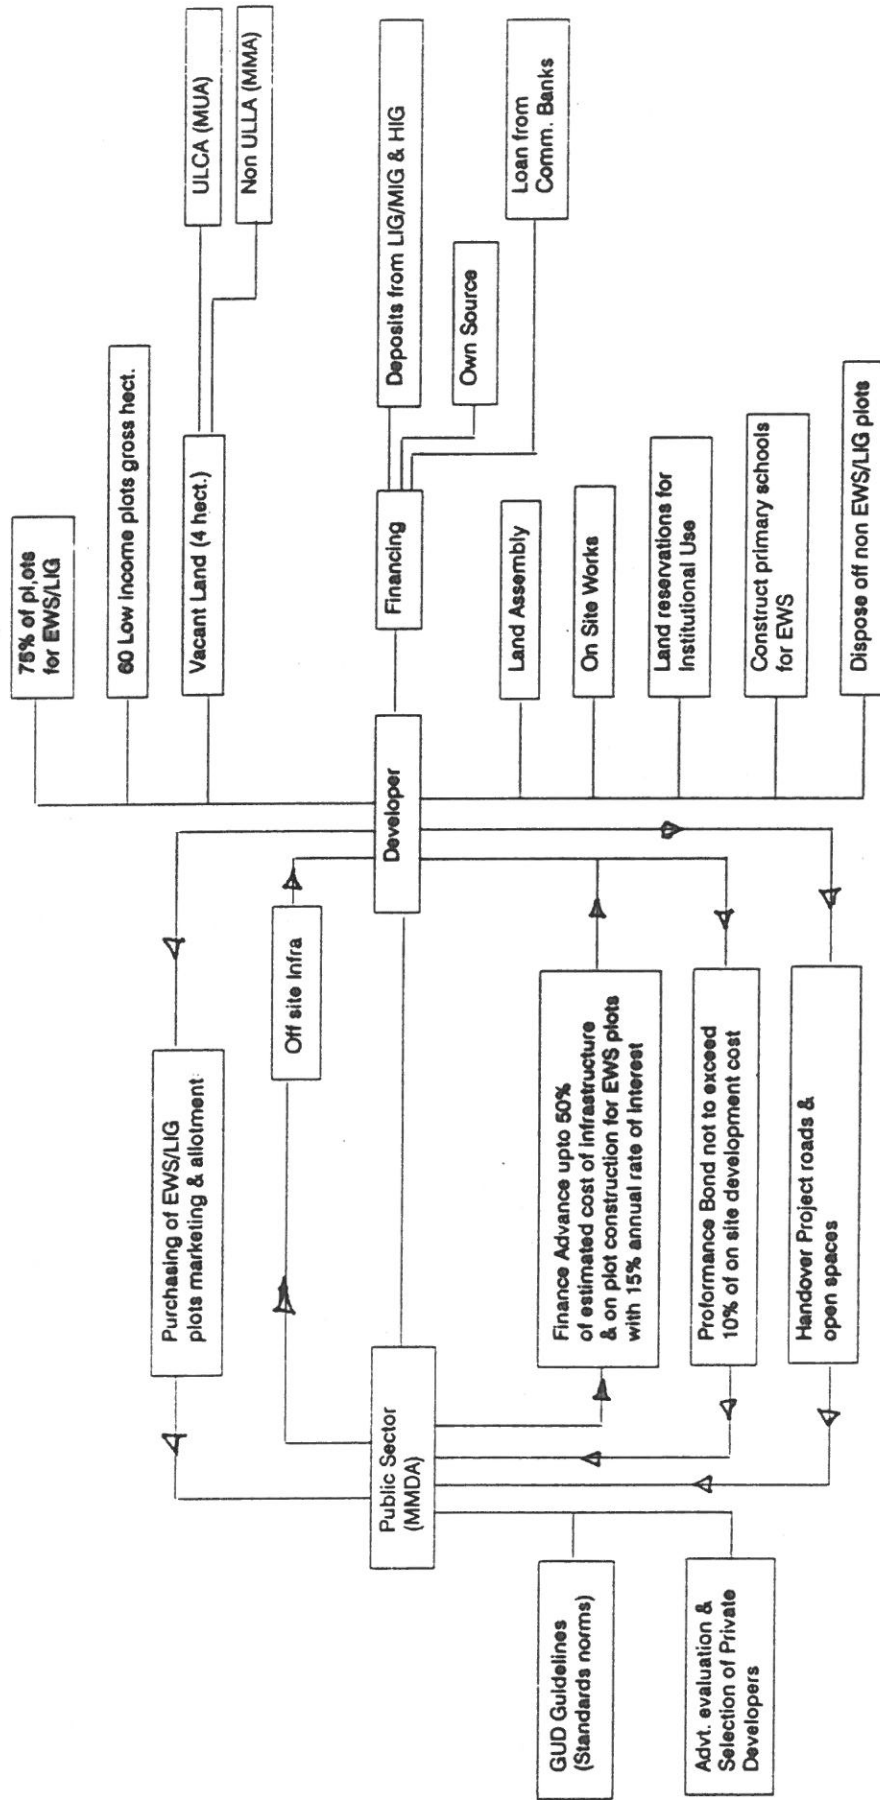 75% of pl,ots
for EWS/LIG
60 Low Income plots gross hect.
Vacant Land (4 hect.)
ULCA (MUA)
Non ULLA (MMA)
Purchasing of EWS/LIG
plots marketing & allotment
Off site Infra
Public Sector
(MMDA)
Developer
Financing
Deposits from LIG/MIG & HIG
Own Source
Loan from
Comm. Banks
GUD Guidelines
(Standards norms)
Advt. evaluation &
Selection of Private
Developers
Finance Advance upto 50%
of estimated cost of infrastructure
& on plot construction for EWS plots
with 15% annual rate of Interest
Proformance Bond not to exceed
10% of on site development cost
Handover Project roads &
open spaces
Land Assembly
On Site Works
Land reservations for
Institutional Use
Construct primary schools
for EWS
Dispose off non EWS/LIG plots